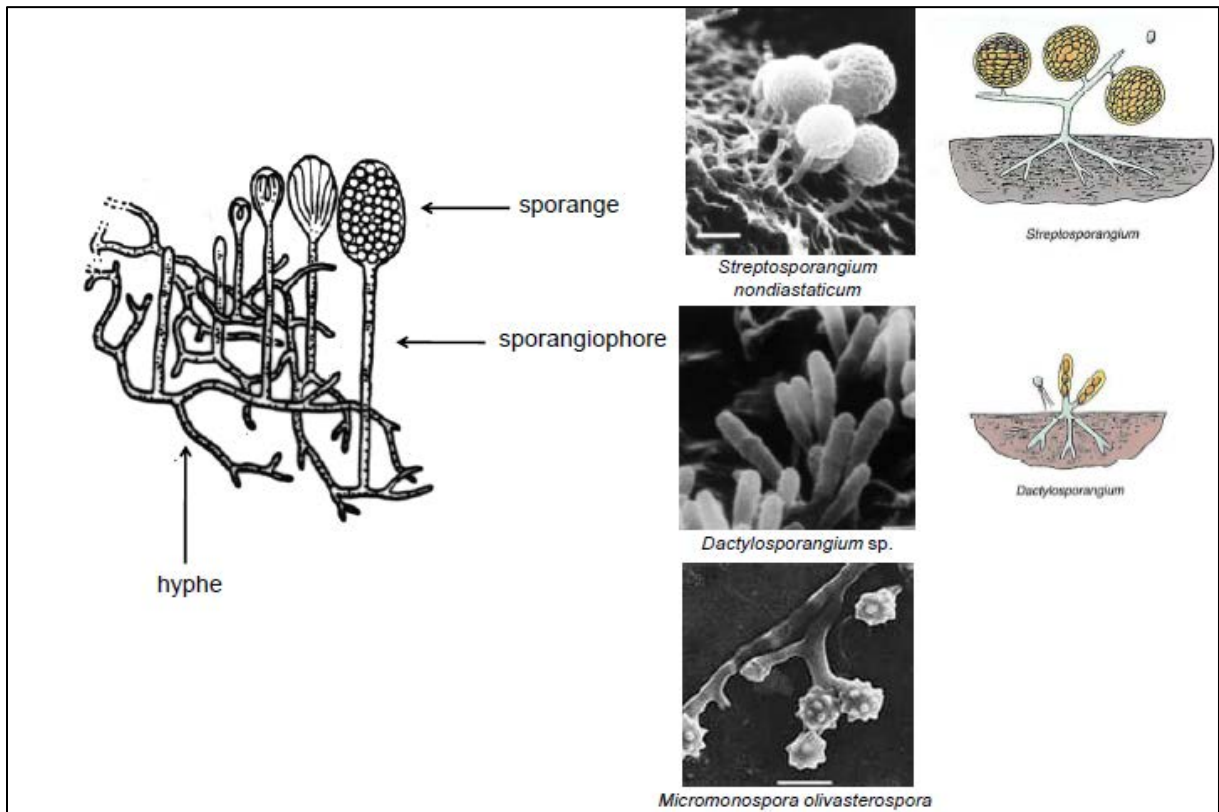 sporange
sporangiophore
hyphe
Streptosporangium
nondiastaticum
Streptosporangium
Dactylosporangium sp.
Dactylosporangium
Micromonospora olivasterospora